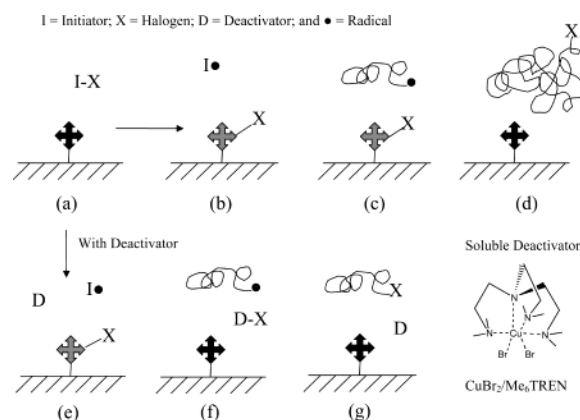 I = Initiator; X = Halogen; D = Deactivator; and ● = Radical
I-X
I●
X
X
X
(a)
(b)
(c)
(d)
With Deactivator
D
I●
X
D-X
X
D
(e)
(f)
(g)
Soluble Deactivator
N
N
N
N
Cu
Br
Br
CuBr₂/Me₆TREN